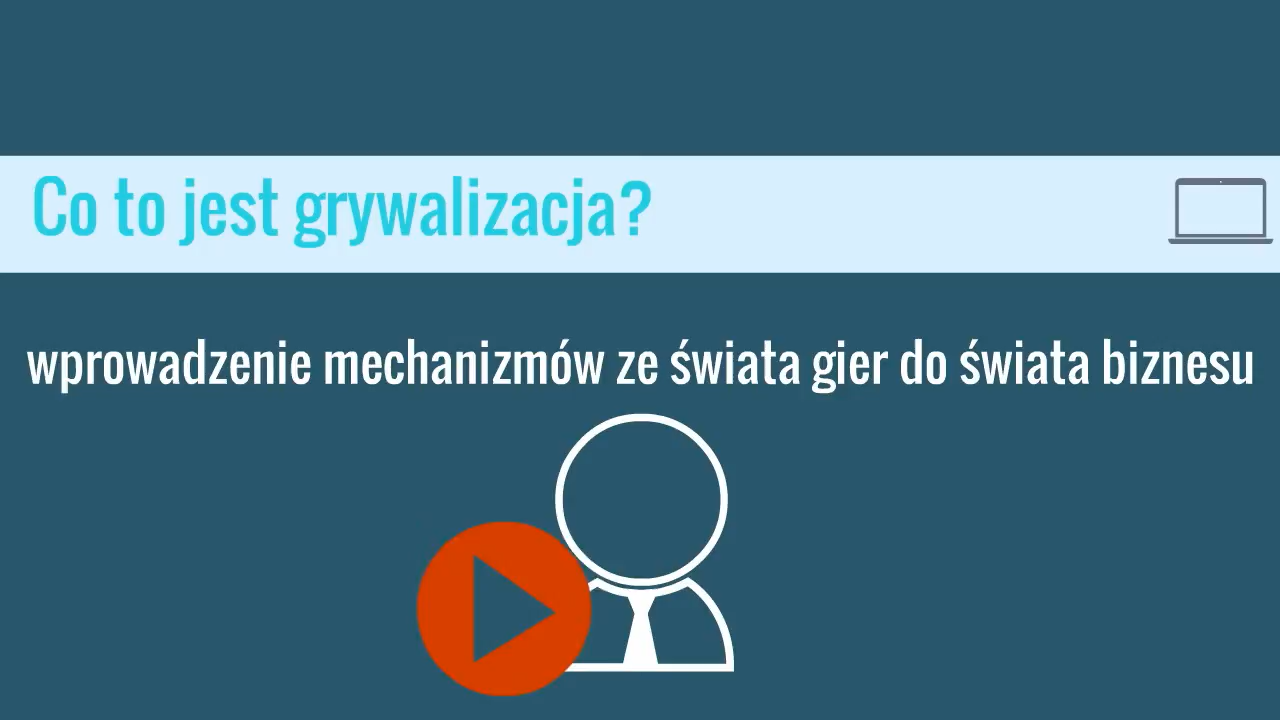 Co to jest grywalizacja?
wprowadzenie mechanizmów ze świata gier do świata biznesu